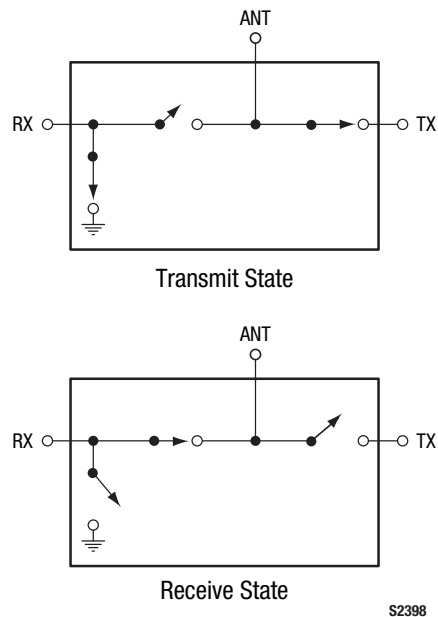 ANT
RX
TX
Transmit State
ANT
RX
TX
Receive State
S2398